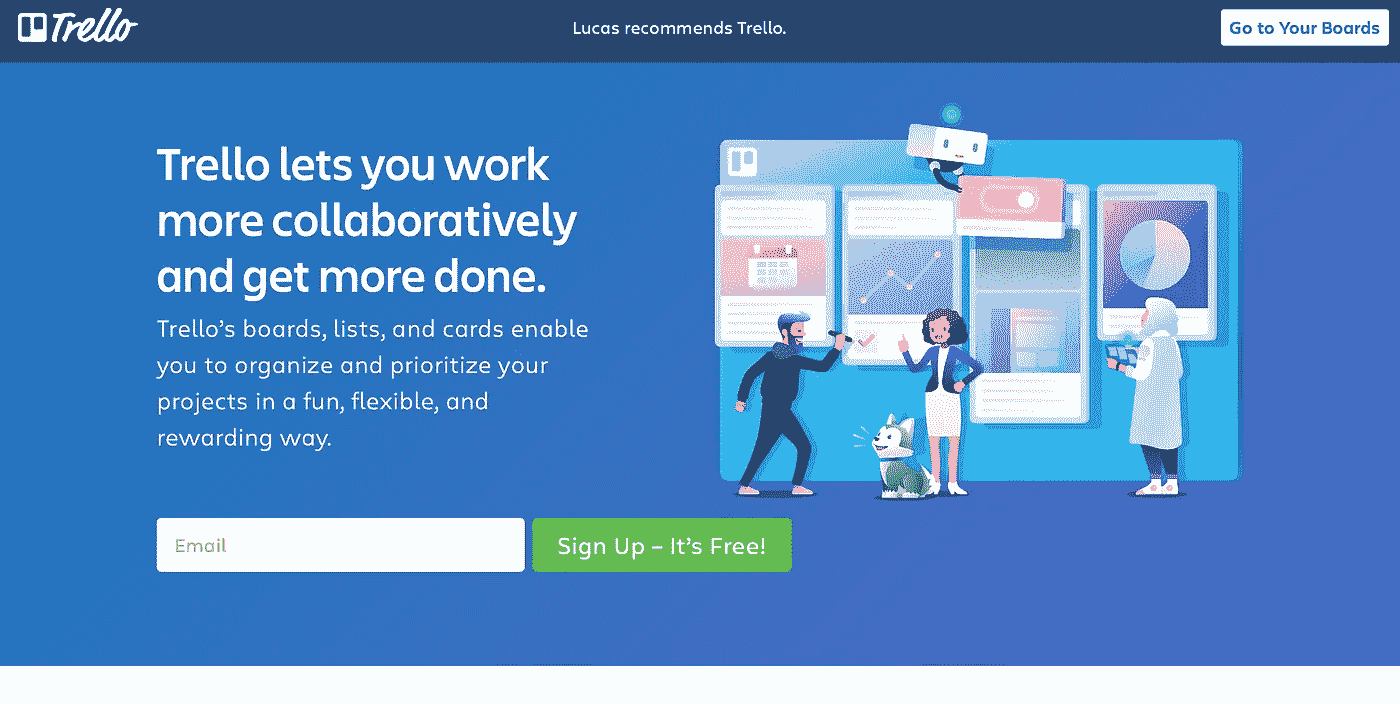 Trello
Lucas recommends Trello.
Go to Your Boards
Trello lets you work
more collaboratively
and get more done.
Trello’s boards, lists, and cards enable
you to organize and prioritize your
projects in a fun, flexible, and
rewarding way.
Email
Sign Up – It’s Free!